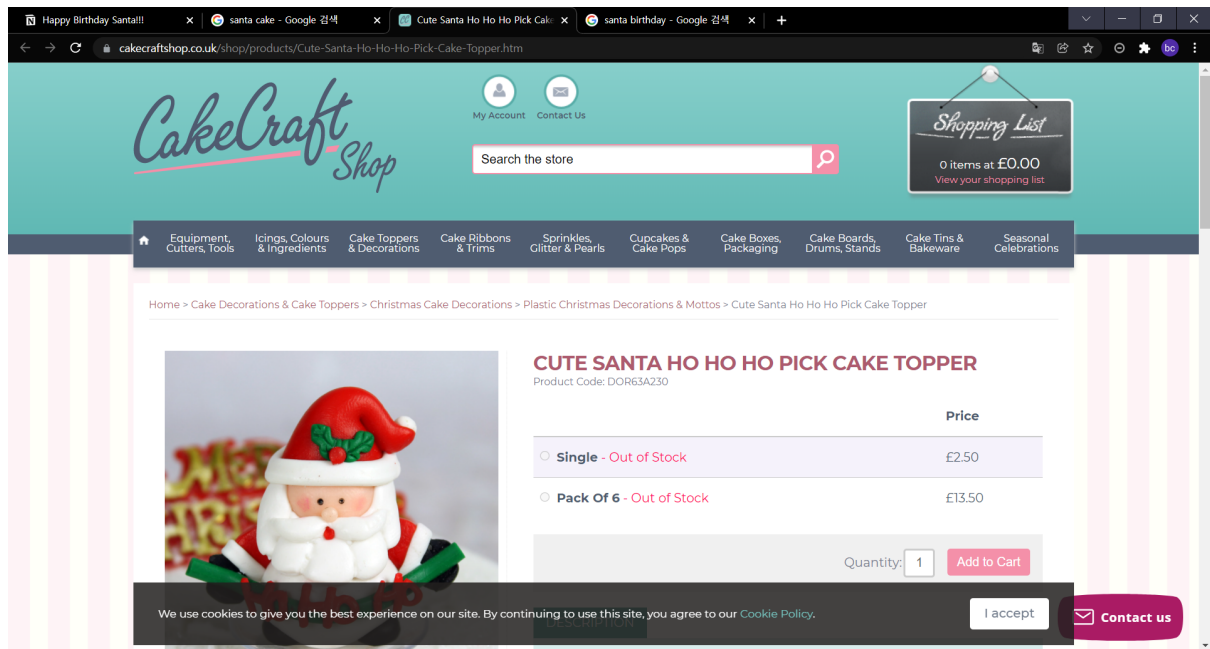 Happy Birthday Santa!!!
santa cake - Google 검색
Cute Santa Ho Ho Ho Pick Cake
santa birthday - Google 검색
cakecraftshop.co.uk/shop/products/Cute-Santa-Ho-Ho-Ho-Pick-Cake-Topper.htm
bc
CakeCraft
Shop
My Account
Contact Us
Search the store
Shopping List
0 items at £0.00
View your shopping list
Equipment,
Cutters, Tools
Icings, Colours
& Ingredients
Cake Toppers
& Decorations
Cake Ribbons
& Trims
Sprinkles,
Glitter & Pearls
Cupcakes &
Cake Pops
Cake Boxes,
Packaging
Cake Boards,
Drums, Stands
Cake Tins &
Bakeware
Seasonal
Celebrations
Home > Cake Decorations & Cake Toppers > Christmas Cake Decorations > Plastic Christmas Decorations & Mottos > Cute Santa Ho Ho Ho Pick Cake Topper
CUTE SANTA HO HO HO PICK CAKE TOPPER
Product Code: DOR63A230
Price
Single - Out of Stock £2.50
Pack Of 6 - Out of Stock £13.50
Quantity: 1 Add to Cart
Ho Ho Ho
We use cookies to give you the best experience on our site. By continuing to use this site, you agree to our Cookie Policy.
I accept
DESCRIPTION
Contact us